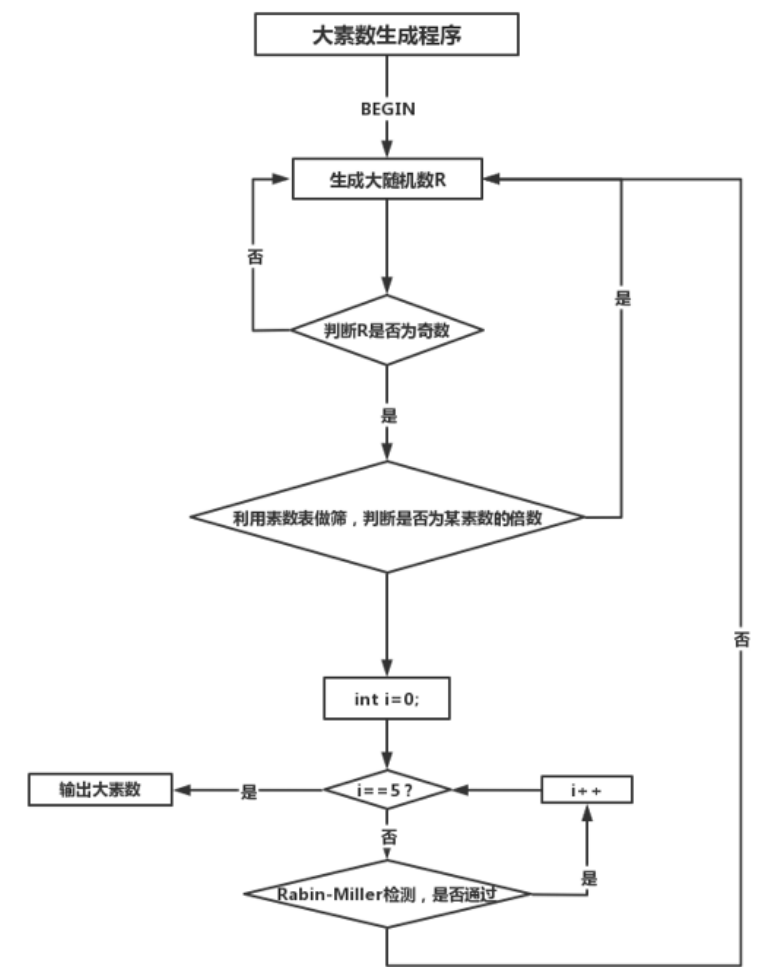 大素数生成程序
BEGIN
生成大随机数R
否
是
判断R是否为奇数
是
利用素数表做筛，判断是否为某素数的倍数
否
int i=0;
输出大素数
是
i==5？
i++
否
是
Rabin-Miller检测，是否通过